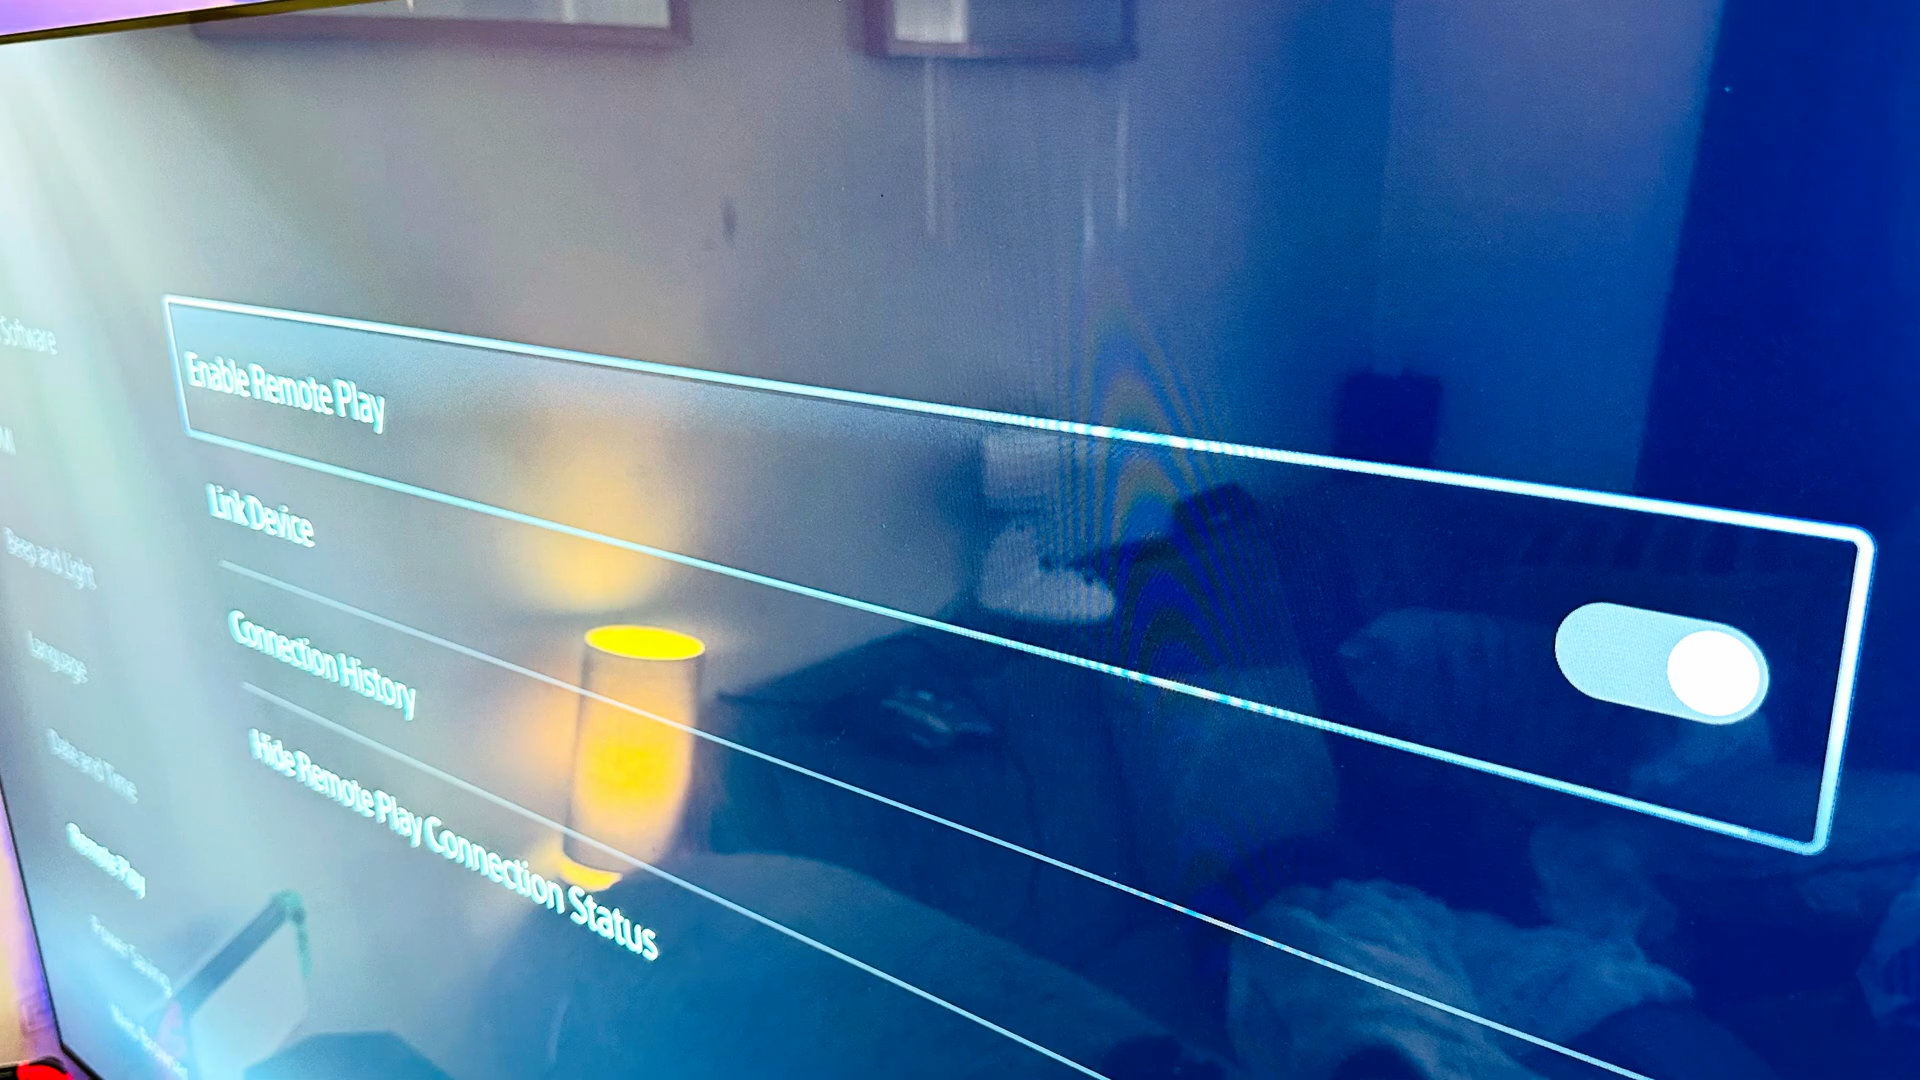 Software
Beep and Light
Language
Date and Time
Remote Play
Power Saving
Enable Remote Play
Link Device
Connection History
Hide Remote Play Connection Status